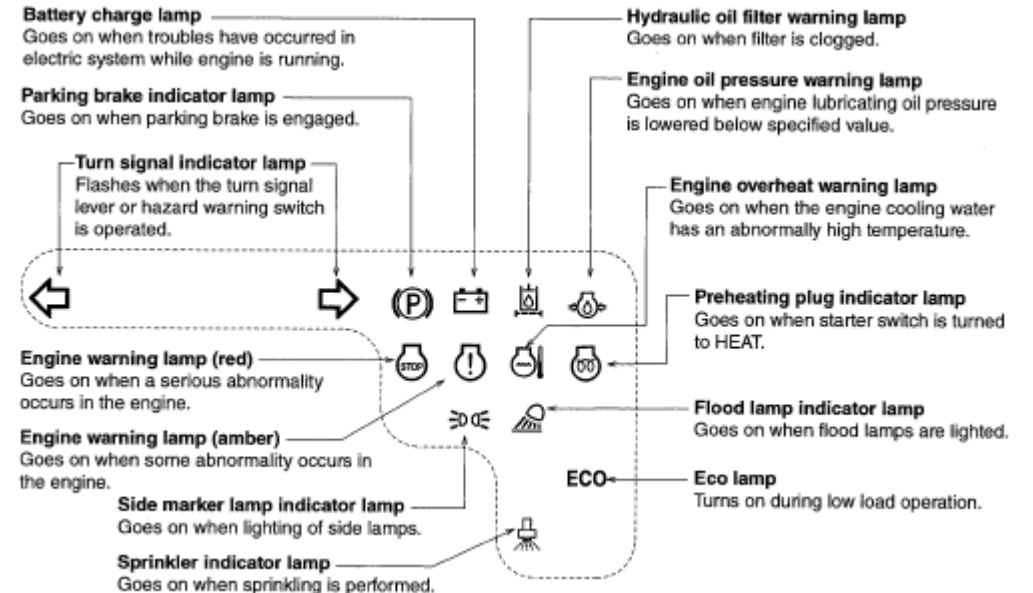 Battery charge lamp
Goes on when troubles have occurred in
electric system while engine is running.
Parking brake indicator lamp
Goes on when parking brake is engaged.
Turn signal indicator lamp
Flashes when the turn signal
lever or hazard warning switch
is operated.
Hydraulic oil filter warning lamp
Goes on when filter is clogged.
Engine oil pressure warning lamp
Goes on when engine lubricating oil pressure
is lowered below specified value.
Engine overheat warning lamp
Goes on when the engine cooling water
has an abnormally high temperature.
(P)
Preheating plug indicator lamp
Goes on when starter switch is turned
to HEAT.
Engine warning lamp (red)
Goes on when a serious abnormality
occurs in the engine.
STOP
!
Engine warning lamp (amber)
Goes on when some abnormality occurs in
the engine.
Flood lamp indicator lamp
Goes on when flood lamps are lighted.
ECO
Eco lamp
Turns on during low load operation.
Side marker lamp indicator lamp
Goes on when lighting of side lamps.
Sprinkler indicator lamp
Goes on when sprinkling is performed.